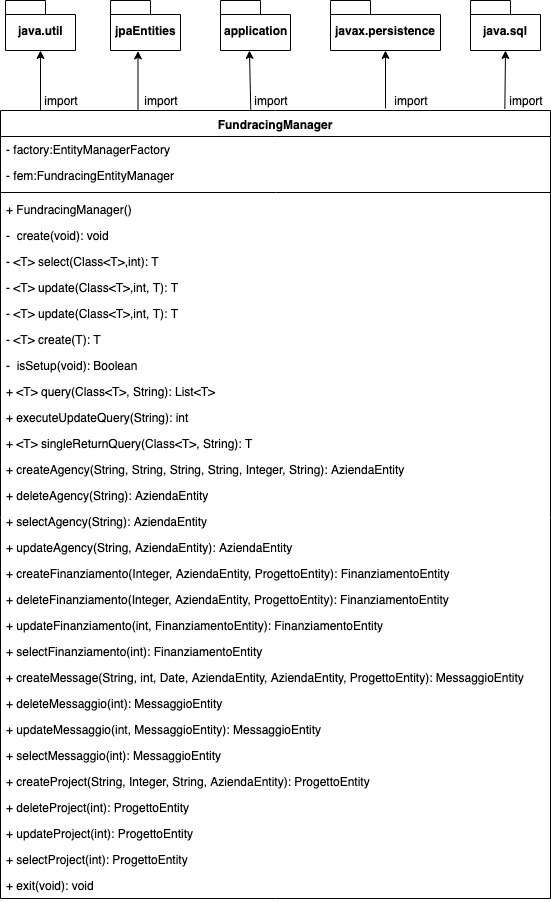 java.util jpaEntities application javax.persistence java.sql
import import import import import
FundracingManager
- factory:EntityManagerFactory
- fem:FundracingEntityManager
+ FundracingManager()
- create(void): void
- <T> select(Class<T>,int): T
- <T> update(Class<T>,int, T): T
- <T> update(Class<T>,int, T): T
- <T> create(T): T
- isSetup(void): Boolean
+ <T> query(Class<T>, String): List<T>
+ executeUpdateQuery(String): int
+ <T> singleReturnQuery(Class<T>, String): T
+ createAgency(String, String, String, String, Integer, String): AziendaEntity
+ deleteAgency(String): AziendaEntity
+ selectAgency(String): AziendaEntity
+ updateAgency(String, AziendaEntity): AziendaEntity
+ createFinanziamento(Integer, AziendaEntity, ProgettoEntity): FinanziamentoEntity
+ deleteFinanziamento(Integer, AziendaEntity, ProgettoEntity): FinanziamentoEntity
+ updateFinanziamento(int, FinanziamentoEntity): FinanziamentoEntity
+ selectFinanziamento(int): FinanziamentoEntity
+ createMessage(String, int, Date, AziendaEntity, AziendaEntity, ProgettoEntity): MessaggioEntity
+ deleteMessaggio(int): MessaggioEntity
+ updateMessaggio(int, MessaggioEntity): MessaggioEntity
+ selectMessaggio(int): MessaggioEntity
+ createProject(String, Integer, String, AziendaEntity): ProgettoEntity
+ deleteProject(int): ProgettoEntity
+ updateProject(int): ProgettoEntity
+ selectProject(int): ProgettoEntity
+ exit(void): void